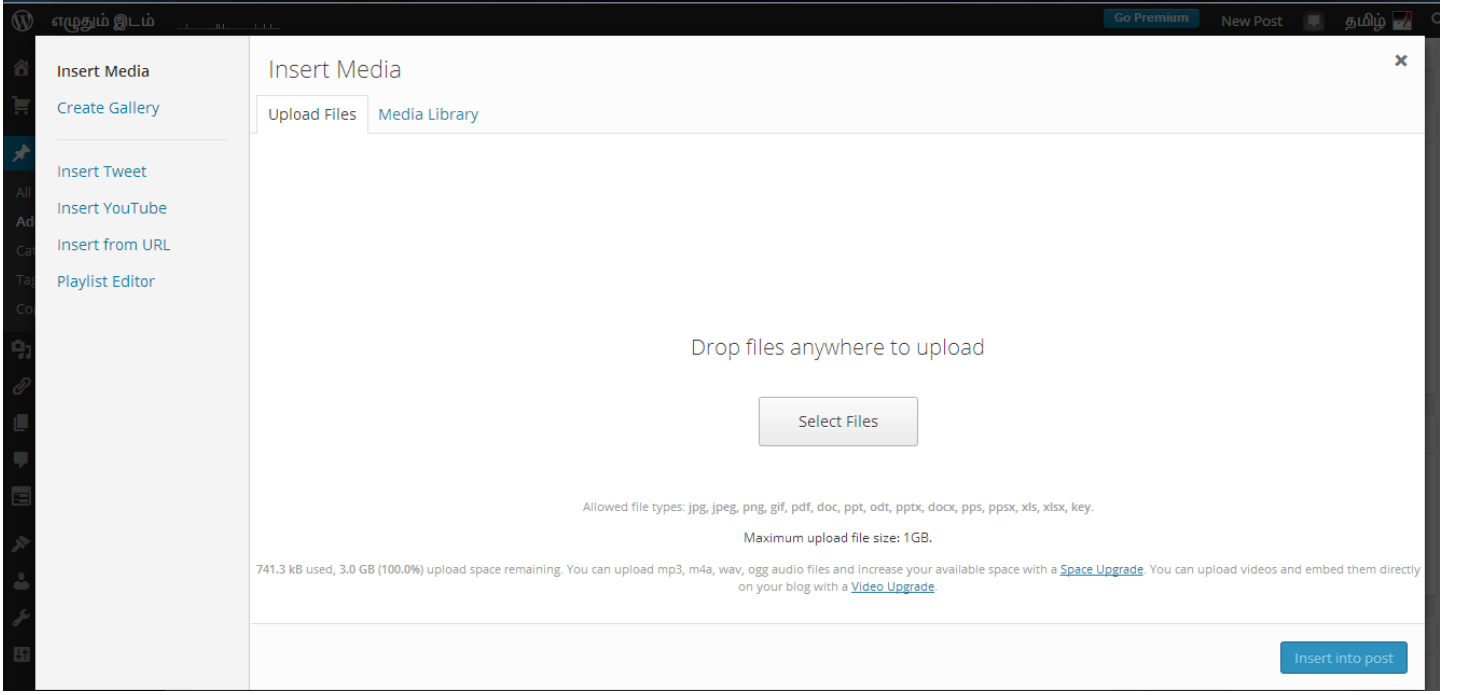 எழுதும் இடம்
Go Premium
New Post
தமிழ்
Insert Media
Create Gallery
Insert Tweet
Insert YouTube
Insert from URL
Playlist Editor
All
Ad
Cat
Tag
Co
Insert Media
Upload Files Media Library
Drop files anywhere to upload
Select Files
Allowed file types: jpg, jpeg, png, gif, pdf, doc, ppt, odt, pptx, docx, pps, ppsx, xls, xlsx, key.
Maximum upload file size: 1GB.
741.3 kB used, 3.0 GB (100.0%) upload space remaining. You can upload mp3, m4a, wav, ogg audio files and increase your available space with a Space Upgrade. You can upload videos and embed them directly
on your blog with a Video Upgrade.
Insert into post